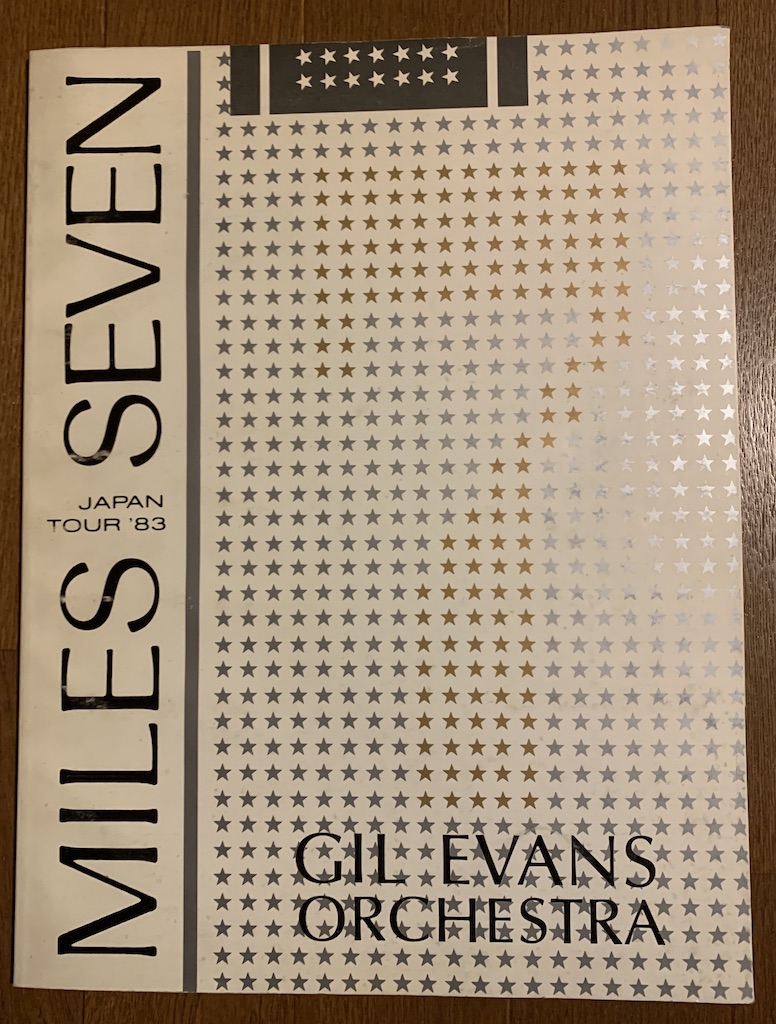 MILES SEVEN
JAPAN
TOUR '83
GIL EVANS
ORCHESTRA